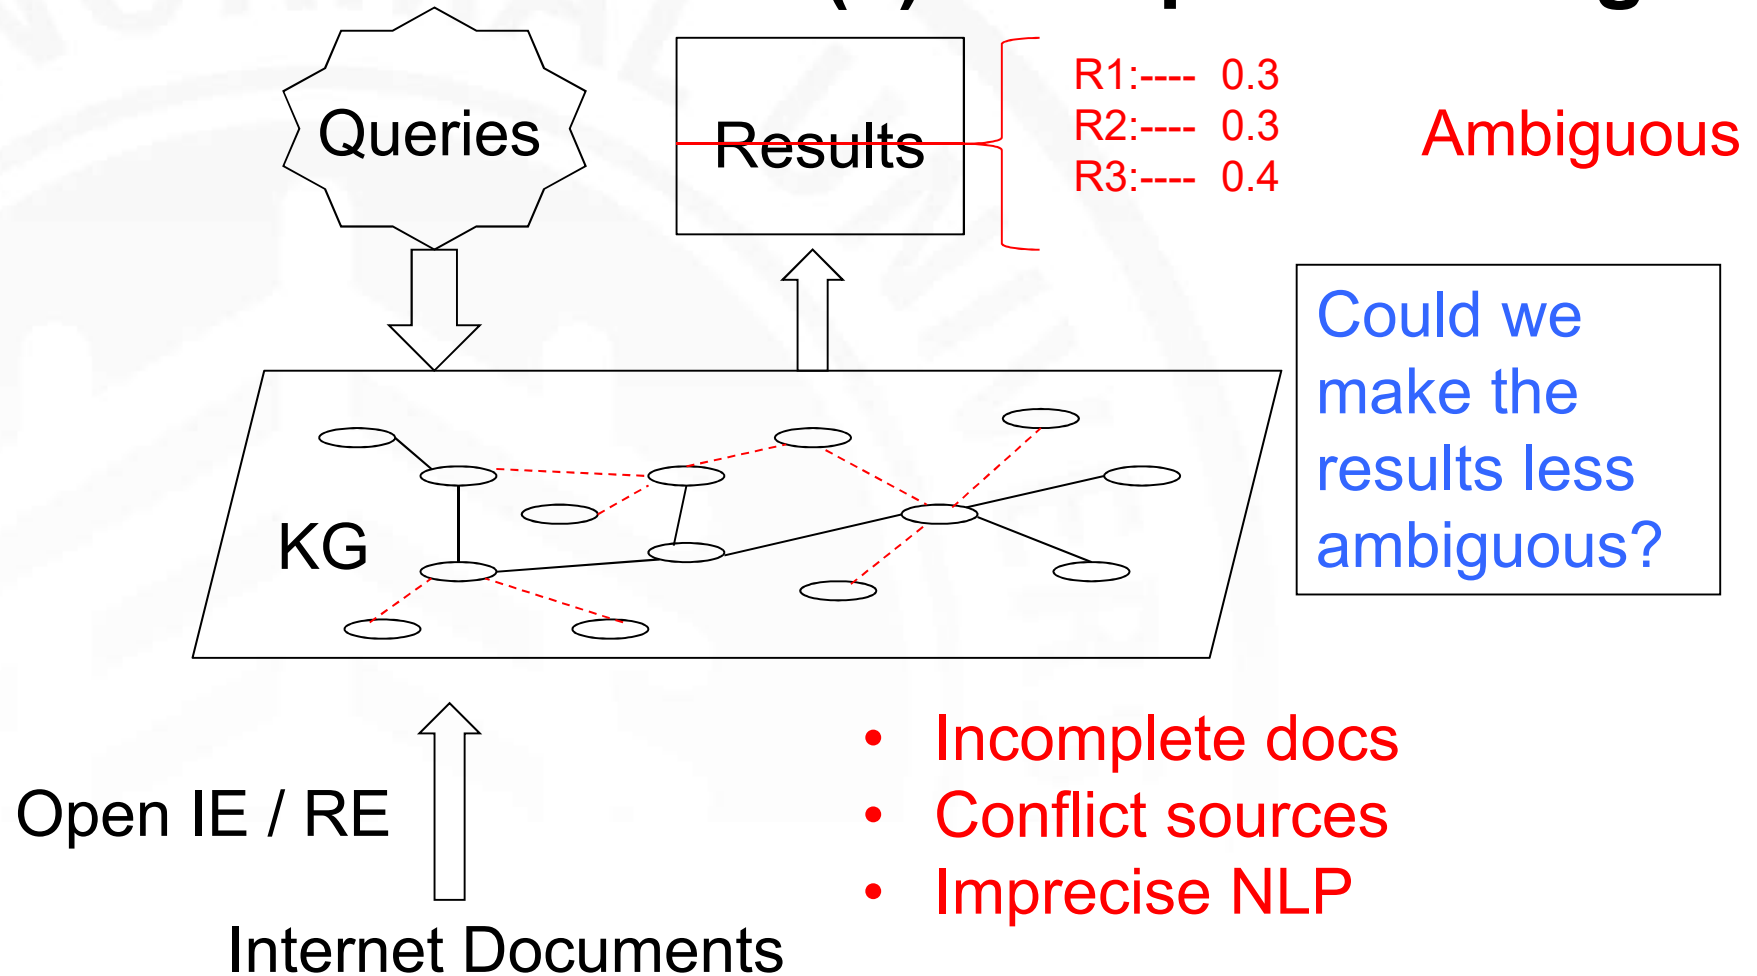 Queries
Results
R1:---- 0.3
R2:---- 0.3
R3:---- 0.4
Ambiguous
Could we
make the
results less
ambiguous?
KG
Open IE / RE
Internet Documents
• Incomplete docs
• Conflict sources
• Imprecise NLP